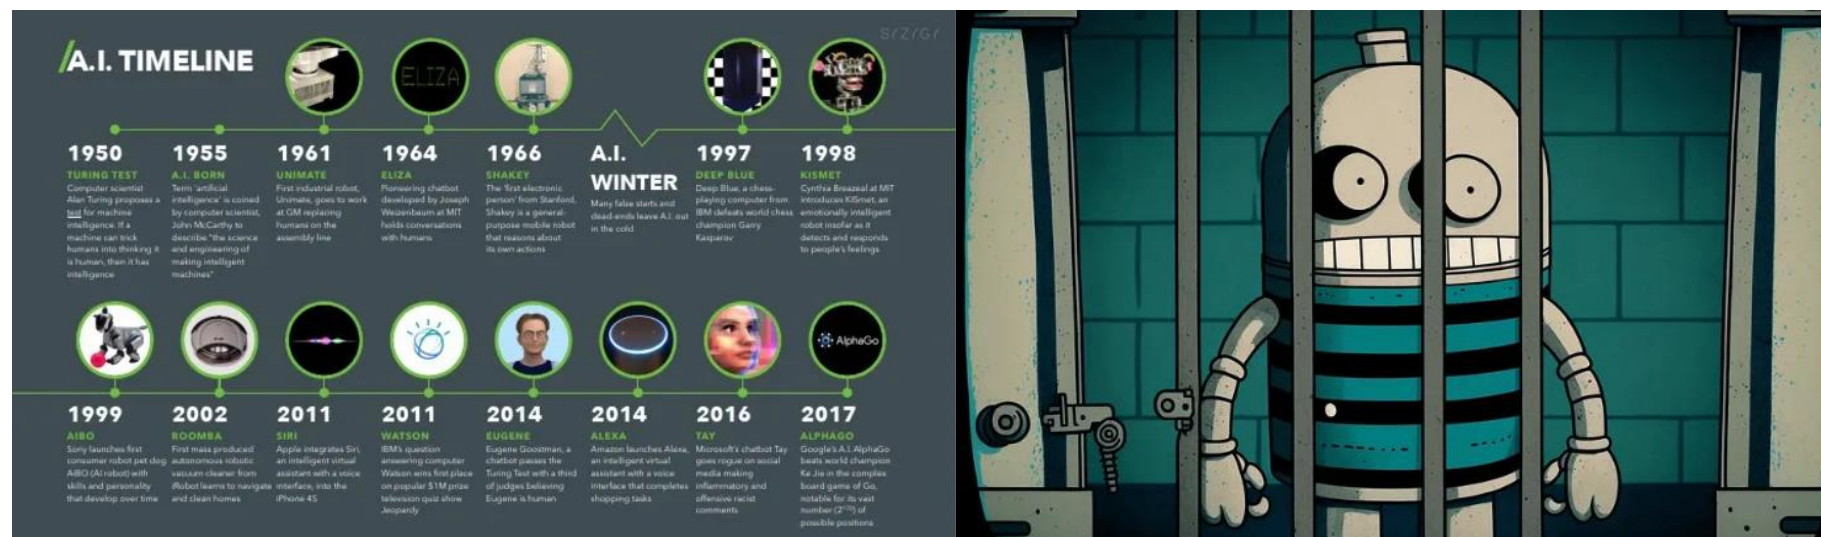 SYZYGY
A.I. TIMELINE
ELIZA
1950
TURING TEST
Computer scientist
Alan Turing proposes a
test for machine
intelligence. If a
machine can trick
humans into thinking it
is human, then it has
intelligence
1955
A.I. BORN
Term 'artificial
intelligence' is coined
by computer scientist,
John McCarthy to
describe "the science
and engineering of
making intelligent
machines"
1961
UNIMATE
First industrial robot,
Unimate, goes to work
at GM replacing
humans on the
assembly line
1964
ELIZA
Pioneering chatbot
developed by Joseph
Weizenbaum at MIT
holds conversations
with humans
1966
SHAKEY
The 'first electronic
person' from Stanford,
Shakey is a general-
purpose mobile robot
that reasons about
its own actions
A.I.
WINTER
Many false starts and
dead-ends leave A.I. out
in the cold
1997
DEEP BLUE
Deep Blue, a chess-
playing computer from
IBM defeats world chess
champion Garry
Kasparov
1998
KISMET
Cynthia Breazeal at MIT
introduces KISmet, an
emotionally intelligent
robot insofar as it
detects and responds
to people's feelings
1999
AIBO
Sony launches first
consumer robot pet dog
AiBO (AI robot) with
skills and personality
that develop over time
2002
ROOMBA
First mass produced
autonomous robotic
vacuum cleaner from
iRobot learns to navigate
and clean homes
2011
SIRI
Apple integrates Siri,
an intelligent virtual
assistant with a voice
interface, into the
iPhone 4S
2011
WATSON
IBM's question
answering computer
Watson wins first place
on popular $1M prize
television quiz show
Jeopardy
2014
EUGENE
Eugene Goostman, a
chatbot passes the
Turing Test with a third
of judges believing
Eugene is human
2014
ALEXA
Amazon launches Alexa,
an intelligent virtual
assistant with a voice
interface that completes
shopping tasks
2016
TAY
Microsoft's chatbot Tay
goes rogue on social
media making
inflammatory and
offensive racist
comments
AlphaGo
2017
ALPHAGO
Google's A.I. AlphaGo
beats world champion
Ke Jie in the complex
board game of Go,
notable for its vast
number (2¹⁷⁰) of
possible positions